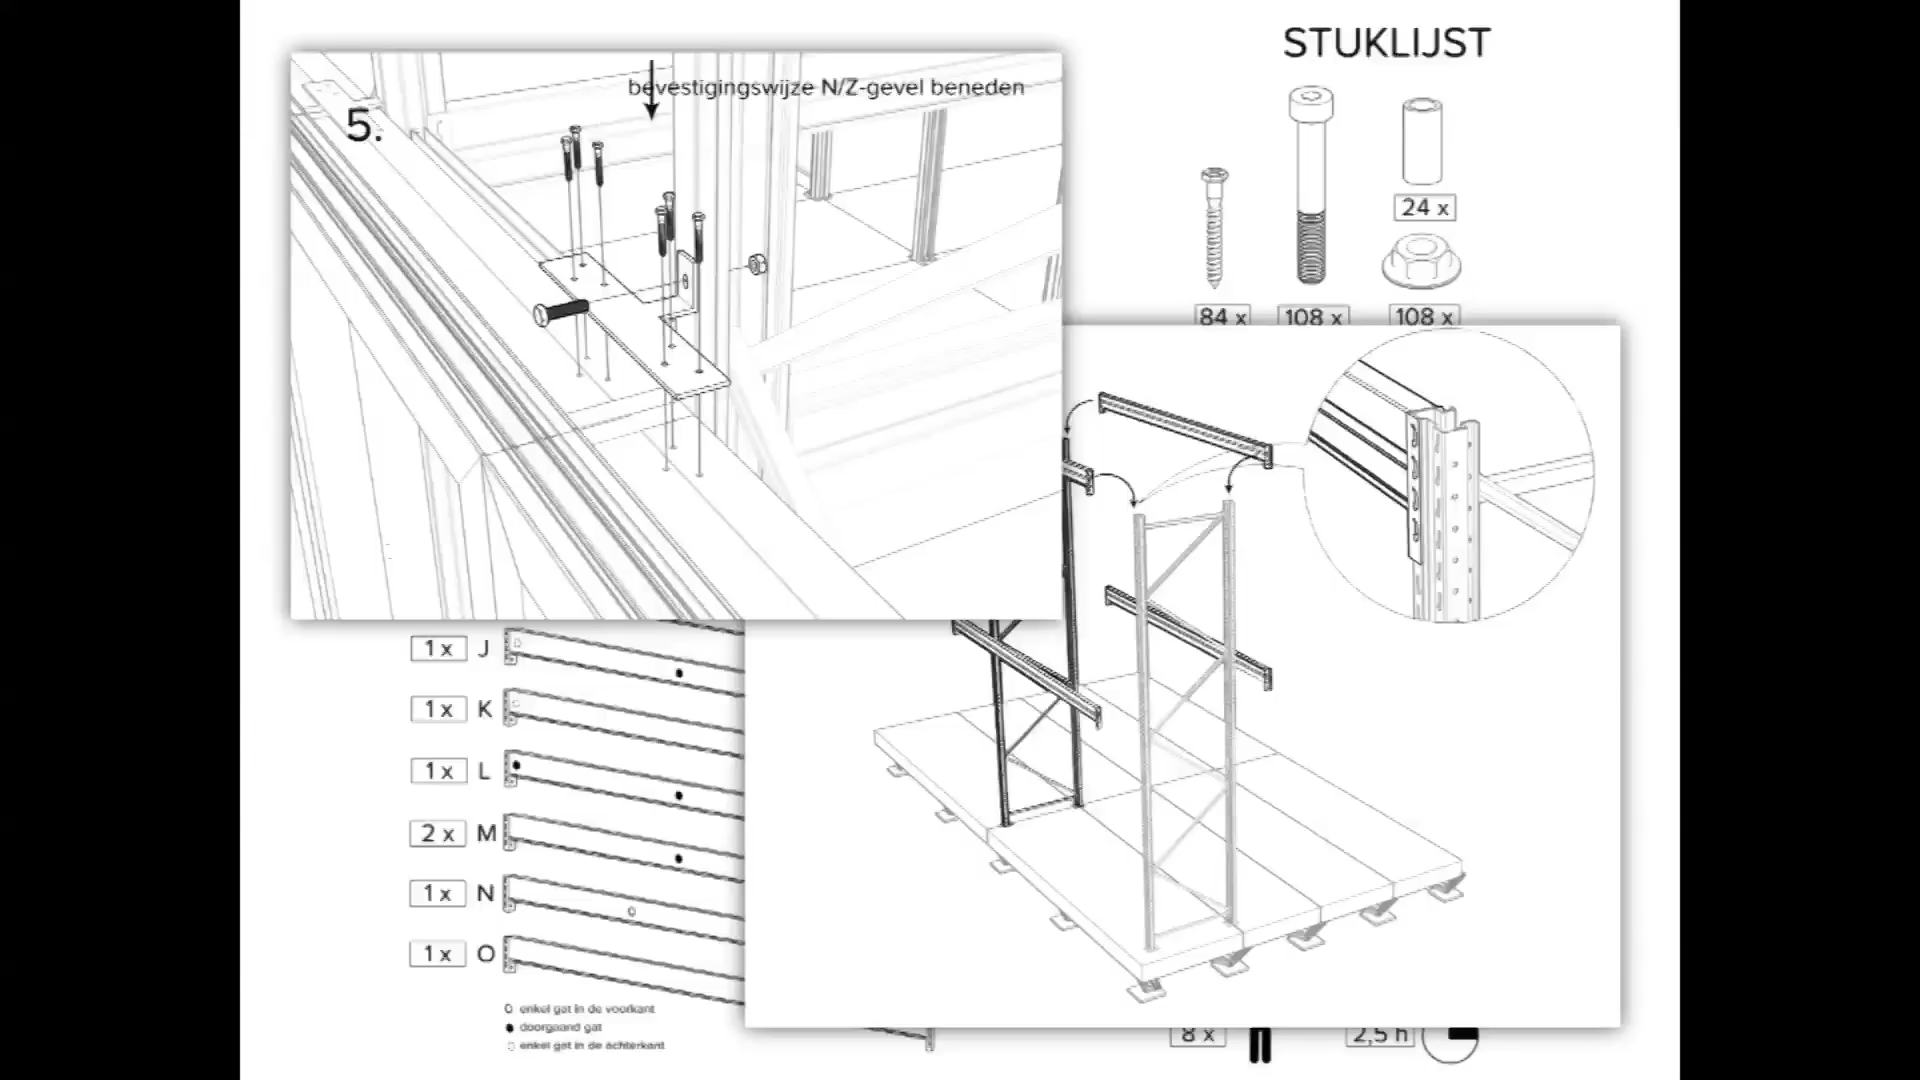 STUKLIJST
bevestigingswijze N/Z-gevel beneden
5.
24 x
84 x
108 x
108 x
1 x J
1 x K
1 x L
2 x M
1 x N
1 x O
enkel gat in de voorkant
doorgaand gat
enkel gat in de achterkant
8 x
2,5 h